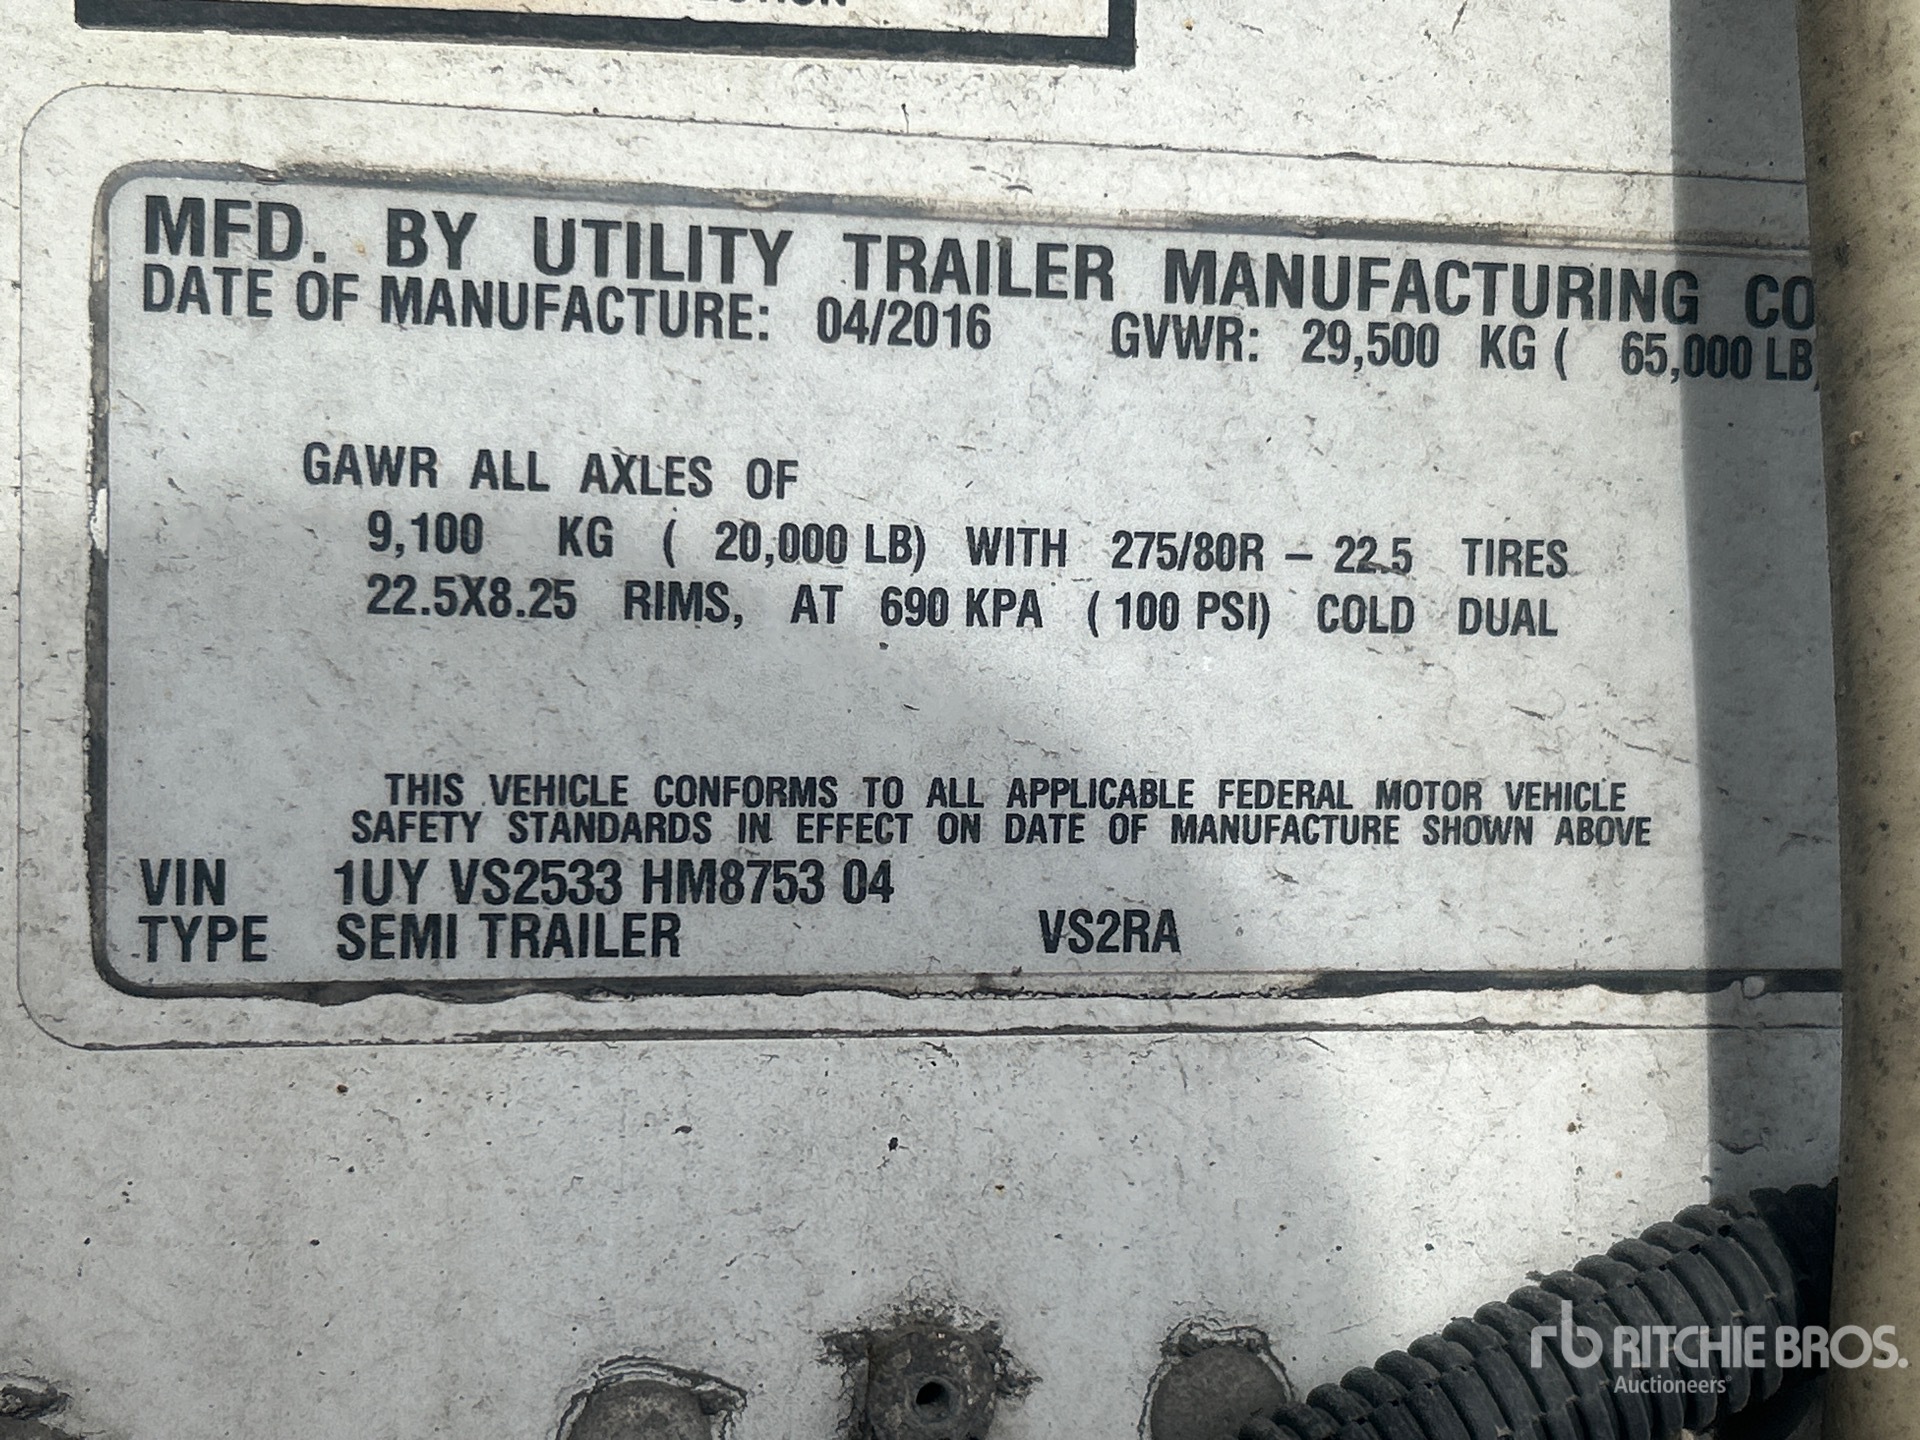 MFD. BY UTILITY TRAILER MANUFACTURING CO
DATE OF MANUFACTURE: 04/2016 GVWR: 29,500 KG ( 65,000 LB
GAWR ALL AXLES OF
9,100 KG ( 20,000 LB) WITH 275/80R – 22.5 TIRES
22.5X8.25 RIMS, AT 690 KPA ( 100 PSI) COLD DUAL
THIS VEHICLE CONFORMS TO ALL APPLICABLE FEDERAL MOTOR VEHICLE
SAFETY STANDARDS IN EFFECT ON DATE OF MANUFACTURE SHOWN ABOVE
VIN 1UY VS2533 HM8753 04
TYPE SEMI TRAILER VS2RA
rb RITCHIE BROS.
Auctioneers